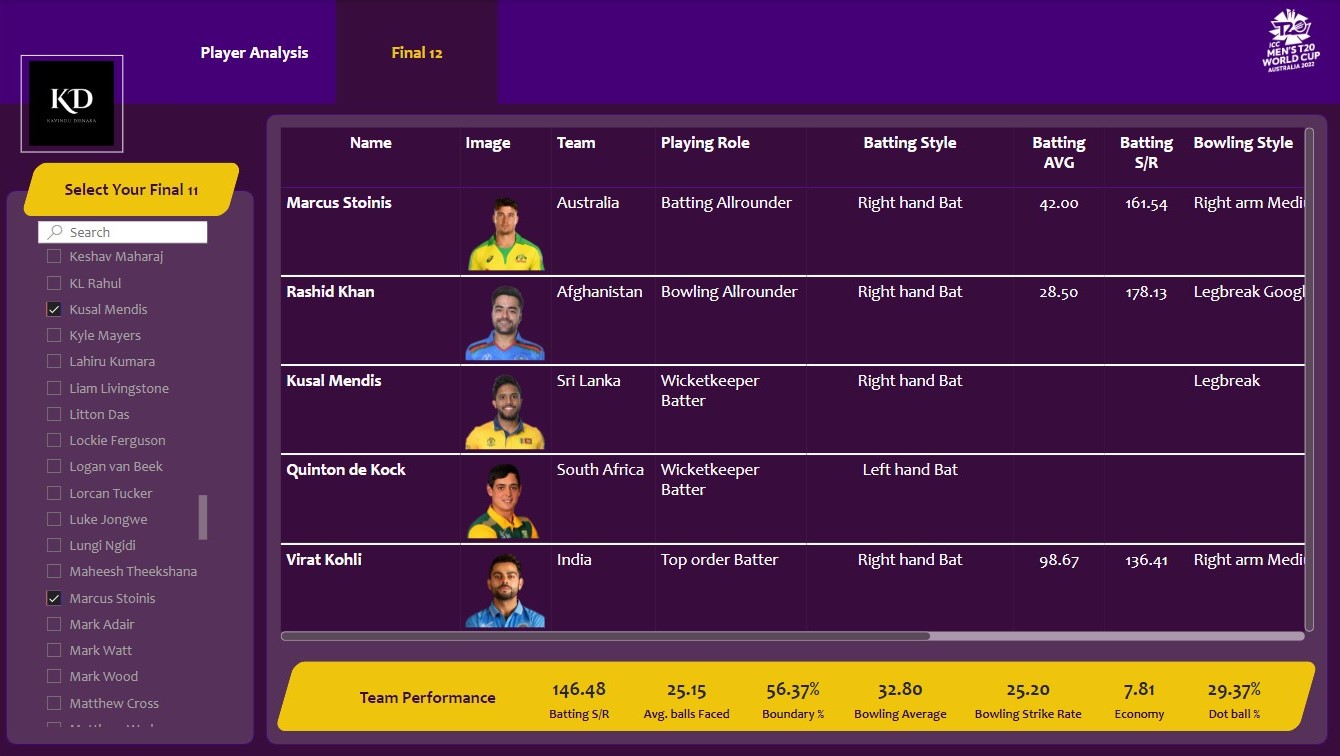 Player Analysis
Final 12
T20
ICC
MEN'S T20
WORLD CUP
AUSTRALIA 2022
KD
KAVINDU DINARA
Select Your Final 11
Search
Keshav Maharaj
KL Rahul
Kusal Mendis
Kyle Mayers
Lahiru Kumara
Liam Livingstone
Litton Das
Lockie Ferguson
Logan van Beek
Lorcan Tucker
Luke Jongwe
Lungi Ngidi
Maheesh Theekshana
Marcus Stoinis
Mark Adair
Mark Watt
Mark Wood
Matthew Cross
Name Image Team Playing Role Batting Style Batting AVG Batting S/R Bowling Style
Marcus Stoinis Australia Batting Allrounder Right hand Bat 42.00 161.54 Right arm Medi
Rashid Khan Afghanistan Bowling Allrounder Right hand Bat 28.50 178.13 Legbreak Googl
Kusal Mendis Sri Lanka Wicketkeeper Batter Right hand Bat Legbreak
Quinton de Kock South Africa Wicketkeeper Batter Left hand Bat
Virat Kohli India Top order Batter Right hand Bat 98.67 136.41 Right arm Medi
Team Performance
146.48 25.15 56.37% 32.80 25.20 7.81 29.37%
Batting S/R Avg. balls Faced Boundary % Bowling Average Bowling Strike Rate Economy Dot ball %